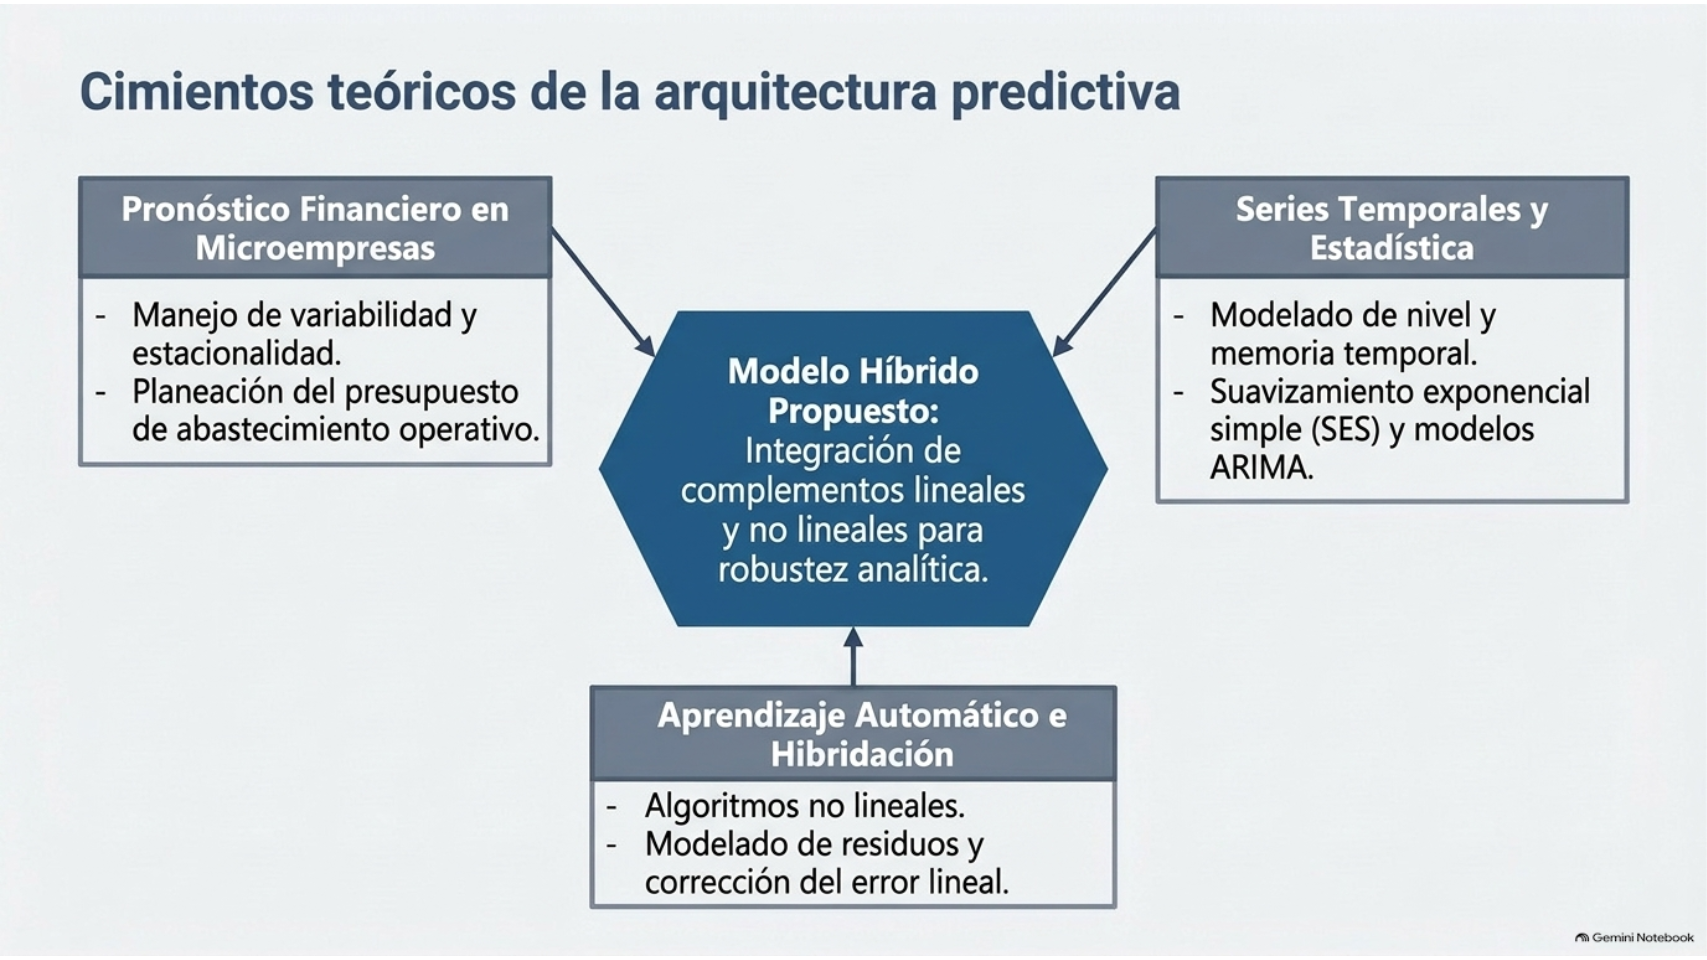 Cimientos teóricos de la arquitectura predictiva
Pronóstico Financiero en
Microempresas
- Manejo de variabilidad y
estacionalidad.
- Planeación del presupuesto
de abastecimiento operativo.
Series Temporales y
Estadística
- Modelado de nivel y
memoria temporal.
- Suavizamiento exponencial
simple (SES) y modelos
ARIMA.
Modelo Híbrido
Propuesto:
Integración de
complementos lineales
y no lineales para
robustez analítica.
Aprendizaje Automático e
Hibridación
- Algoritmos no lineales.
- Modelado de residuos y
corrección del error lineal.
Gemini Notebook